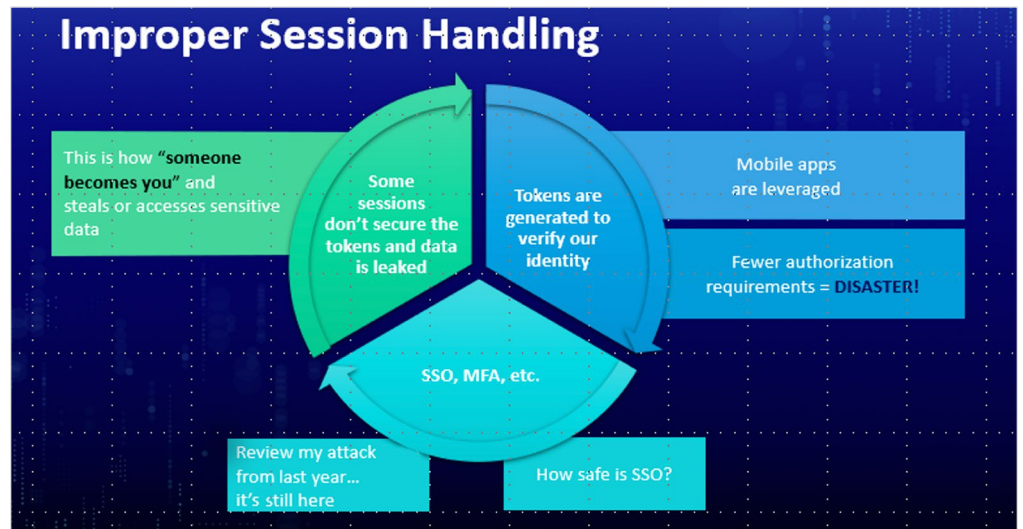 Improper Session Handling
This is how “someone
becomes you” and
steals or accesses sensitive
data
Some
sessions
don’t secure the
tokens and data
is leaked
Tokens are
generated to
verify our
identity
Mobile apps
are leveraged
Fewer authorization
requirements = DISASTER!
SSO, MFA, etc.
Review my attack
from last year...
it’s still here
How safe is SSO?